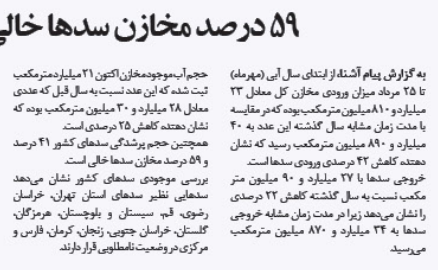 ۵۹ درصد مخازن سدها خالی
به گزارش پیام آشنا، از ابتدای سال آبی (مهرماه)
تا ۲۵ مرداد میزان ورودی مخازن کل معادل ۲۳
میلیارد و ۸۱۰ میلیون مترمکعب بوده که در مقایسه
با مدت زمان مشابه سال گذشته این عدد به ۴۰
میلیارد و ۸۹۰ میلیون مترمکعب رسید که نشان
دهنده کاهش ۴۲ درصدی ورودی سدها است.
خروجی سدها با ۲۷ میلیارد و ۹۰ میلیون متر
مکعب نسبت به سال گذشته کاهش ۲۲ درصدی
را نشان می‌دهد زیرا در مدت زمان مشابه خروجی
سدها به ۳۴ میلیارد و ۸۷۰ میلیون مترمکعب
می‌رسید.
حجم آب موجود مخازن اکنون ۲۱ میلیارد مترمکعب
ثبت شده که این عدد نسبت به سال قبل که عددی
معادل ۲۸ میلیارد و ۳۰ میلیون مترمکعب بوده که
نشان دهنده کاهش ۲۵ درصدی است.
همچنین حجم پرشدگی سدهای کشور ۴۱ درصد
و ۵۹ درصد مخازن سدها خالی است.
بررسی موجودی سدهای کشور نشان می‌دهد
سدهایی نظیر سدهای استان تهران، خراسان
رضوی، قم، سیستان و بلوچستان، هرمزگان،
گلستان، خراسان جنوبی، زنجان، کرمان، فارس و
مرکزی در وضعیت نامطلوبی قرار دارند.